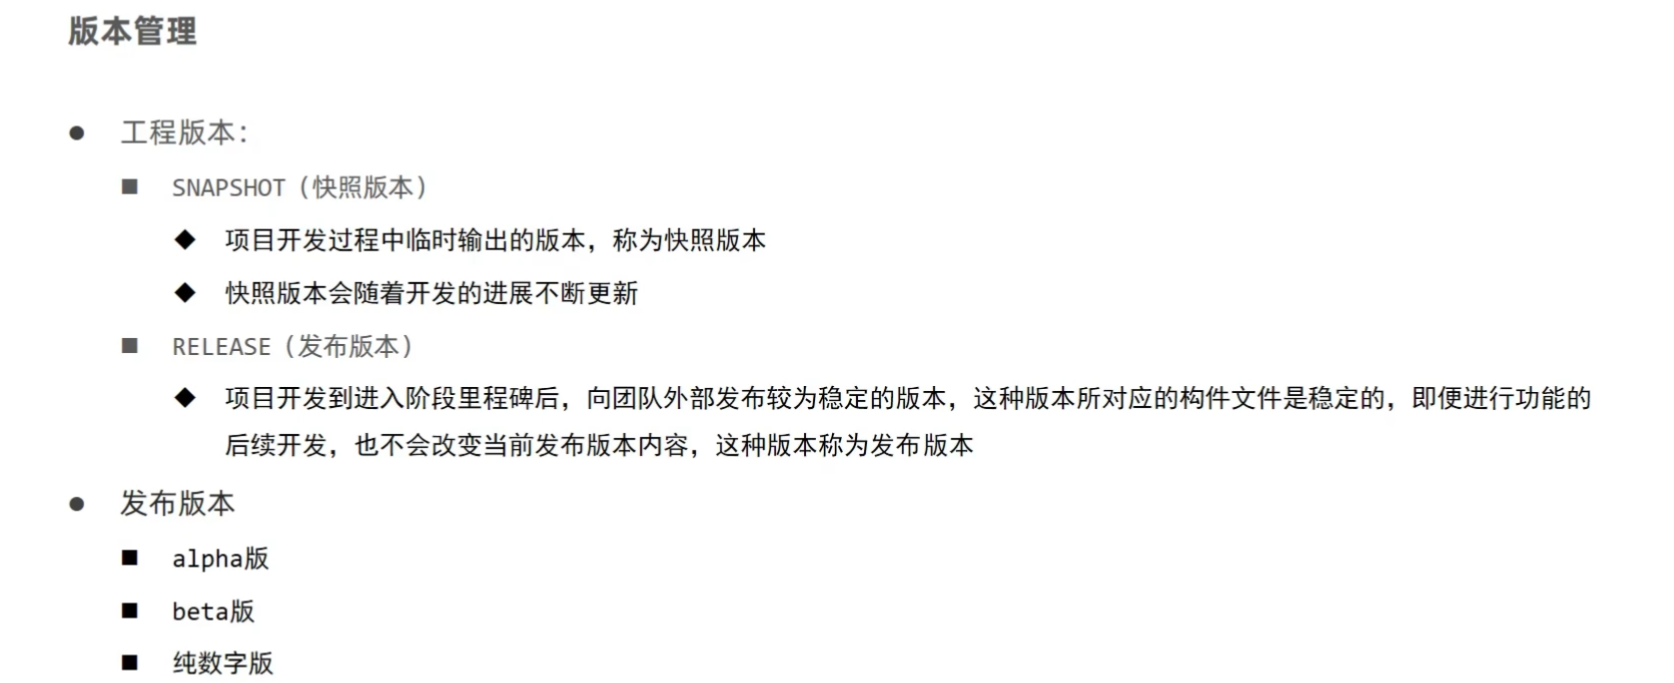 版本管理
● 工程版本：
■ SNAPSHOT（快照版本）
◆ 项目开发过程中临时输出的版本，称为快照版本
◆ 快照版本会随着开发的进展不断更新
■ RELEASE（发布版本）
◆ 项目开发到进入阶段里程碑后，向团队外部发布较为稳定的版本，这种版本所对应的构件文件是稳定的，即便进行功能的
后续开发，也不会改变当前发布版本内容，这种版本称为发布版本
● 发布版本
■ alpha版
■ beta版
■ 纯数字版